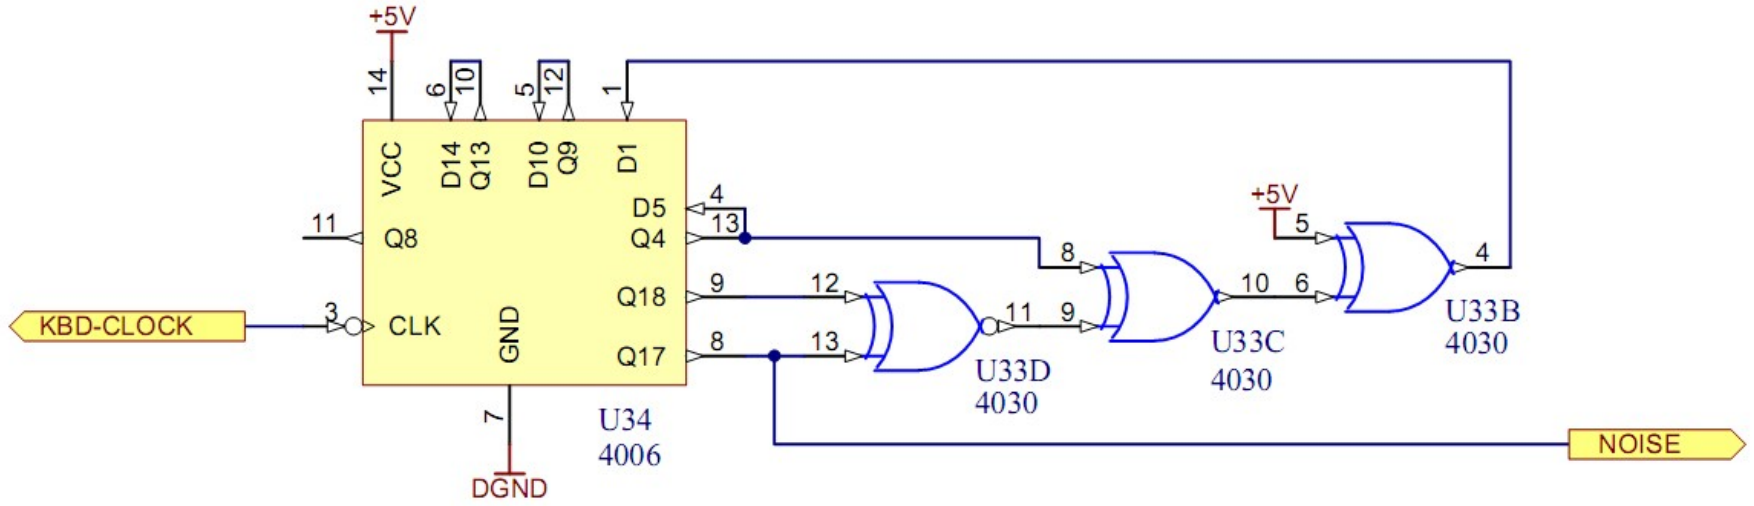 +5V
14
6
10
5
12
1
VCC
D14
Q13
D10
Q9
D1
D5
4
11
Q8
Q4
13
+5V
5
8
4
Q18
9
12
10
6
KBD-CLOCK
3
CLK
GND
11
9
U33B
4030
Q17
8
13
U33D
4030
U33C
4030
7
U34
4006
NOISE
DGND